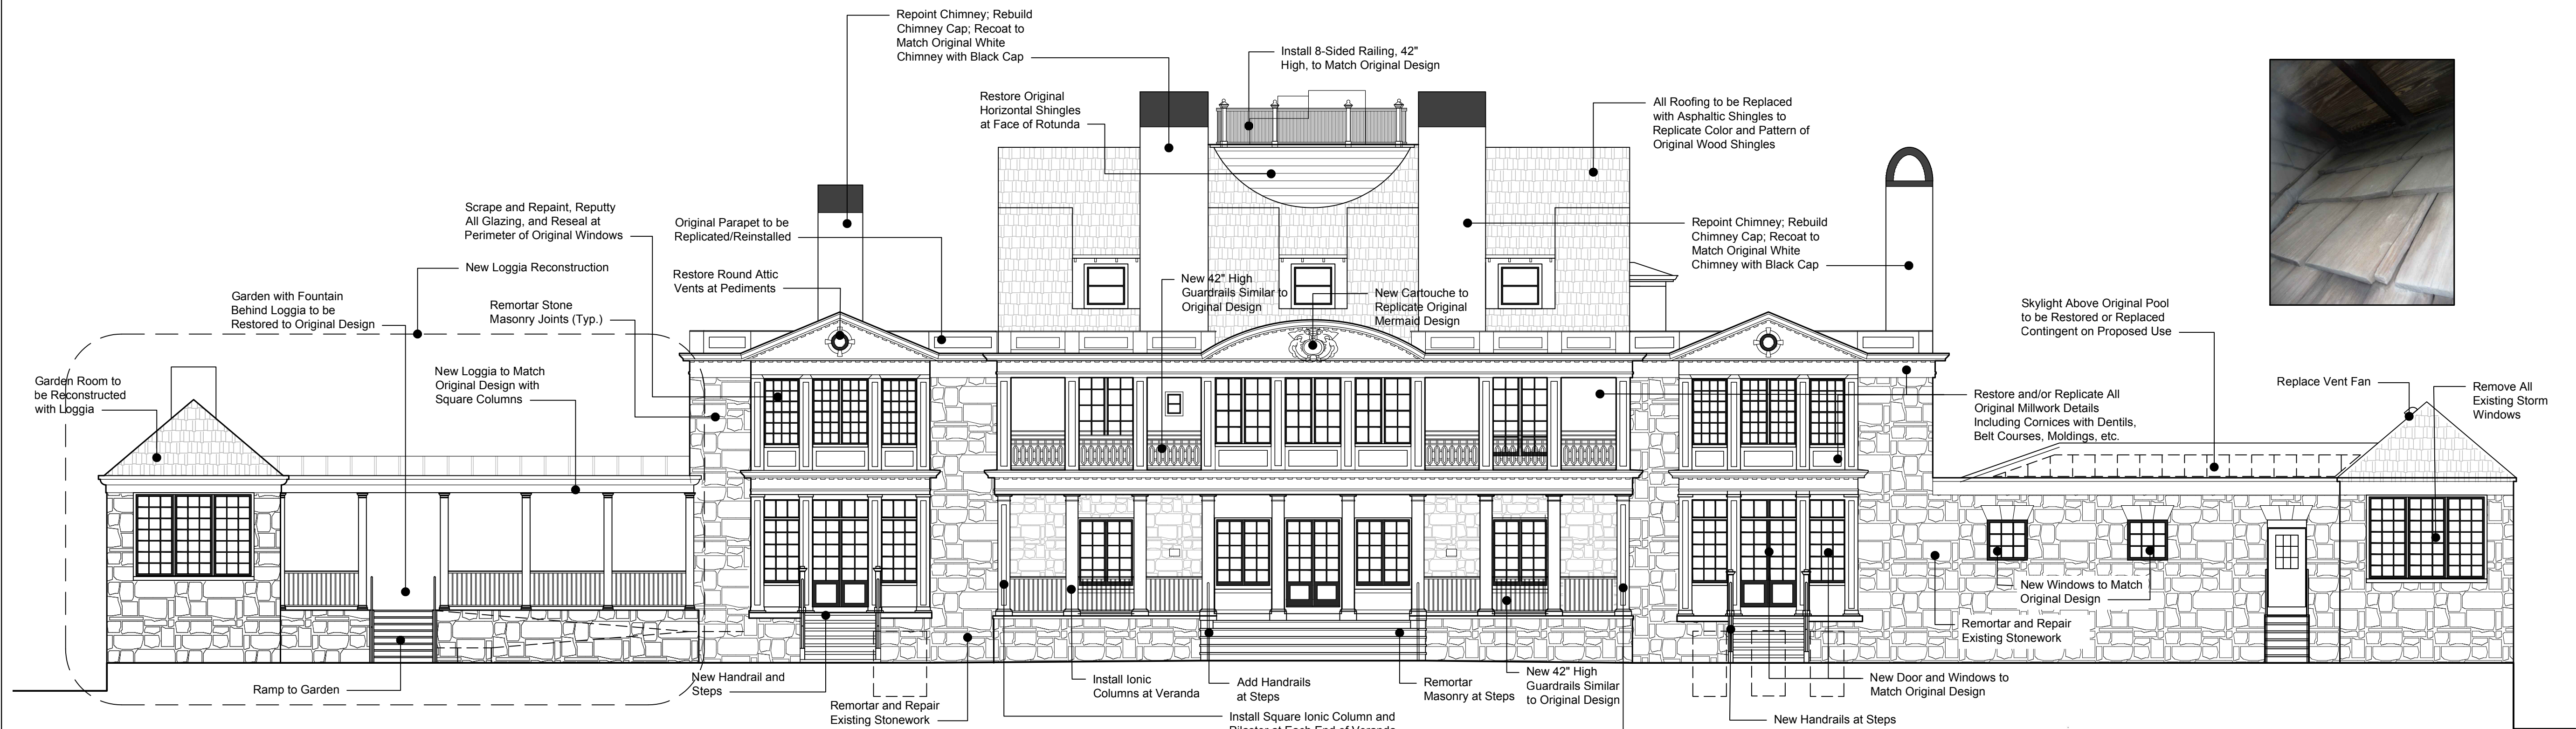 Repoint Chimney; Rebuild
Chimney Cap; Recoat to
Match Original White
Chimney with Black Cap
Install 8-Sided Railing, 42"
High, to Match Original Design
Restore Original
Horizontal Shingles
at Face of Rotunda
All Roofing to be Replaced
with Asphaltic Shingles to
Replicate Color and Pattern of
Original Wood Shingles
Scrape and Repaint, Reputty
All Glazing, and Reseal at
Perimeter of Original Windows
Original Parapet to be
Replicated/Reinstalled
Repoint Chimney; Rebuild
Chimney Cap; Recoat to
Match Original White
Chimney with Black Cap
New Loggia Reconstruction
Restore Round Attic
Vents at Pediments
New 42" High
Guardrails Similar to
Original Design
New Cartouche to
Replicate Original
Mermaid Design
Garden with Fountain
Behind Loggia to be
Restored to Original Design
Remortar Stone
Masonry Joints (Typ.)
Skylight Above Original Pool
to be Restored or Replaced
Contingent on Proposed Use
Garden Room to
be Reconstructed
with Loggia
New Loggia to Match
Original Design with
Square Columns
Restore and/or Replicate All
Original Millwork Details
Including Cornices with Dentils,
Belt Courses, Moldings, etc.
Replace Vent Fan
Remove All
Existing Storm
Windows
New Windows to Match
Original Design
Remortar and Repair
Existing Stonework
Ramp to Garden
New Handrail and
Steps
Remortar and Repair
Existing Stonework
Install Ionic
Columns at Veranda
Add Handrails
at Steps
Remortar
Masonry at Steps
New 42" High
Guardrails Similar
to Original Design
New Door and Windows to
Match Original Design
Install Square Ionic Column and
Pilaster at Each End of Veranda
New Handrails at Steps